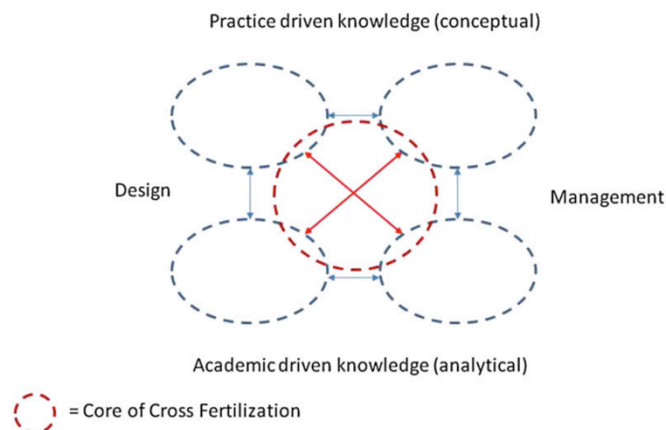 Practice driven knowledge (conceptual)
Design
Management
Academic driven knowledge (analytical)
= Core of Cross Fertilization